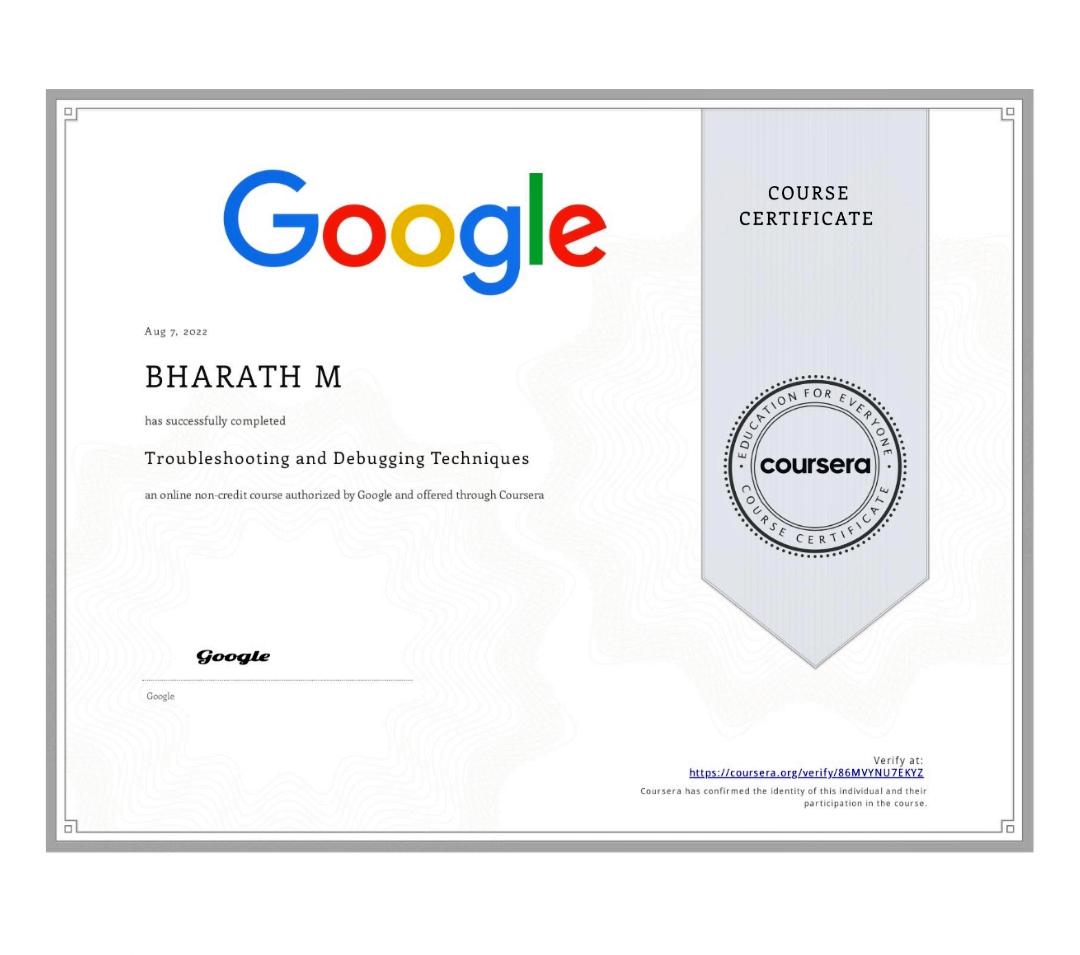 Google
COURSE
CERTIFICATE
Aug 7, 2022
BHARATH M
has successfully completed
Troubleshooting and Debugging Techniques
an online non-credit course authorized by Google and offered through Coursera
EDUCATION FOR EVERYONE
coursera
COURSE CERTIFICATE
Google
Google
Verify at:
https://coursera.org/verify/86MVYNU7EKYZ
Coursera has confirmed the identity of this individual and their
participation in the course.